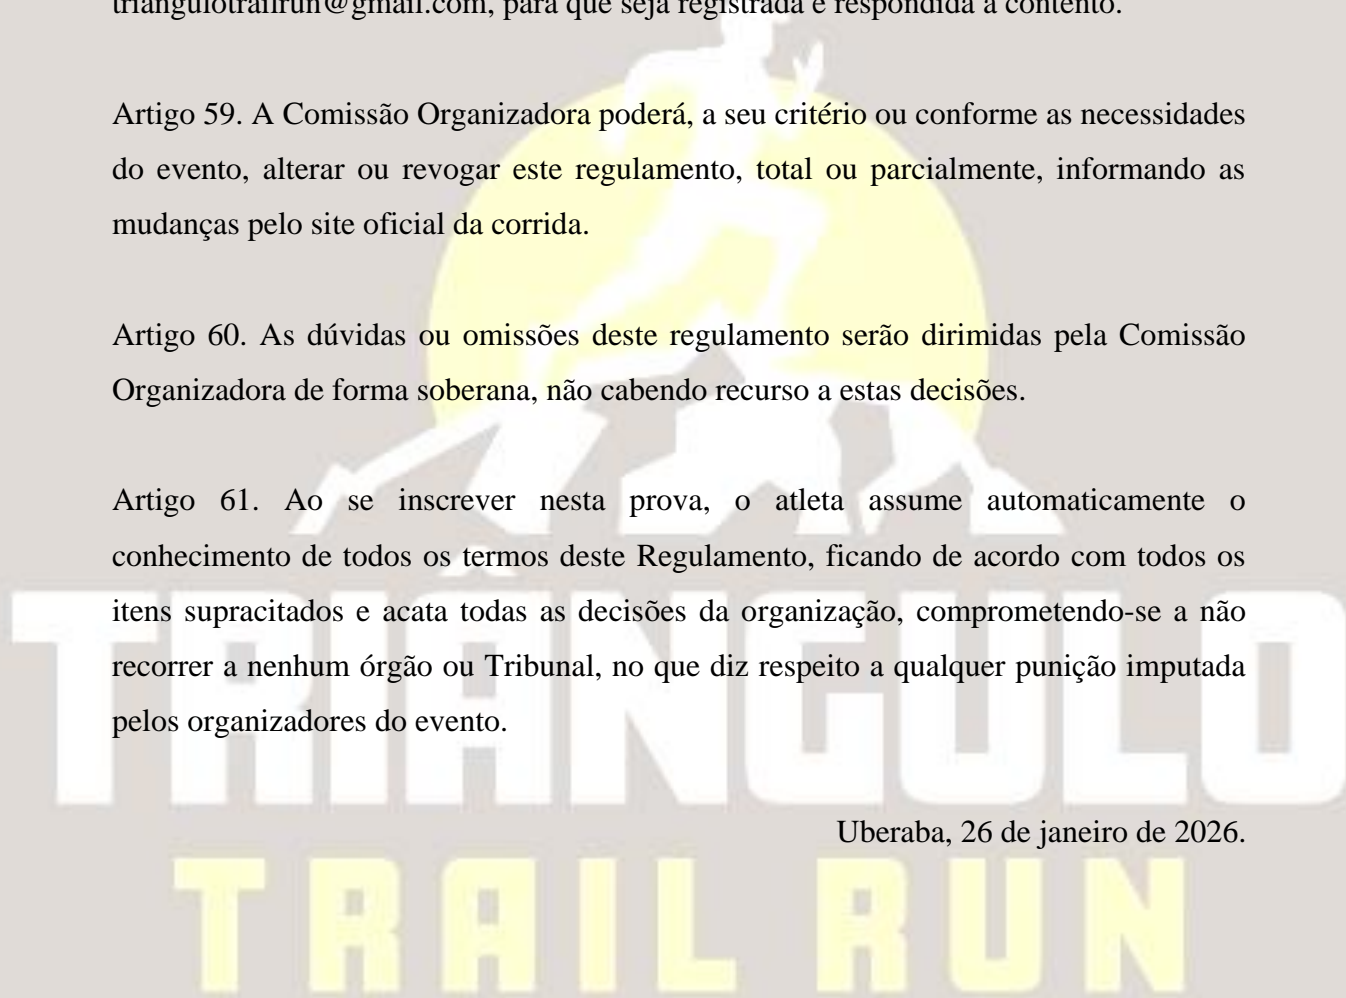 triangulotrailrun@gmail.com, para que seja registrada e respondida a contento.
Artigo 59. A Comissão Organizadora poderá, a seu critério ou conforme as necessidades
do evento, alterar ou revogar este regulamento, total ou parcialmente, informando as
mudanças pelo site oficial da corrida.
Artigo 60. As dúvidas ou omissões deste regulamento serão dirimidas pela Comissão
Organizadora de forma soberana, não cabendo recurso a estas decisões.
Artigo 61. Ao se inscrever nesta prova, o atleta assume automaticamente o
conhecimento de todos os termos deste Regulamento, ficando de acordo com todos os
itens supracitados e acata todas as decisões da organização, comprometendo-se a não
recorrer a nenhum órgão ou Tribunal, no que diz respeito a qualquer punição imputada
pelos organizadores do evento.
Uberaba, 26 de janeiro de 2026.
TRIÂNGULO
TRAIL RUN